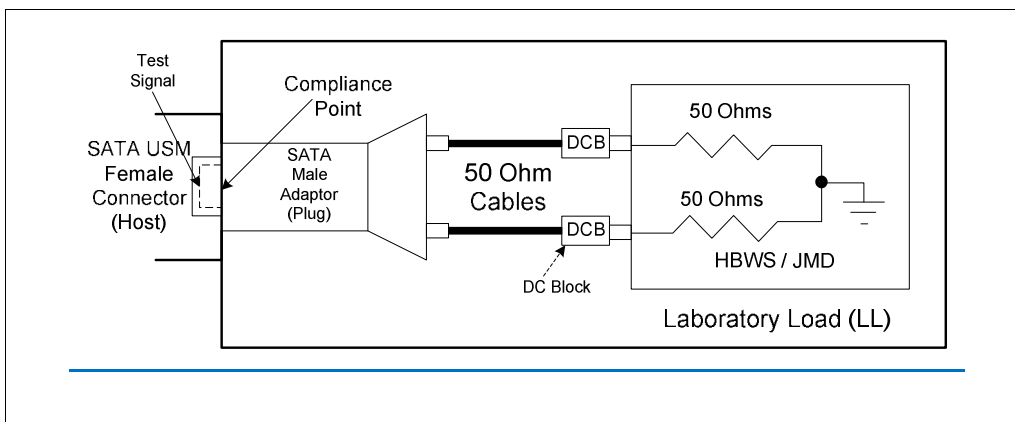 Test
Signal
Compliance
Point
SATA USM
Female
Connector
(Host)
SATA
Male
Adaptor
(Plug)
DCB
50 Ohm
Cables
DCB
DC Block
50 Ohms
50 Ohms
HBWS / JMD
Laboratory Load (LL)